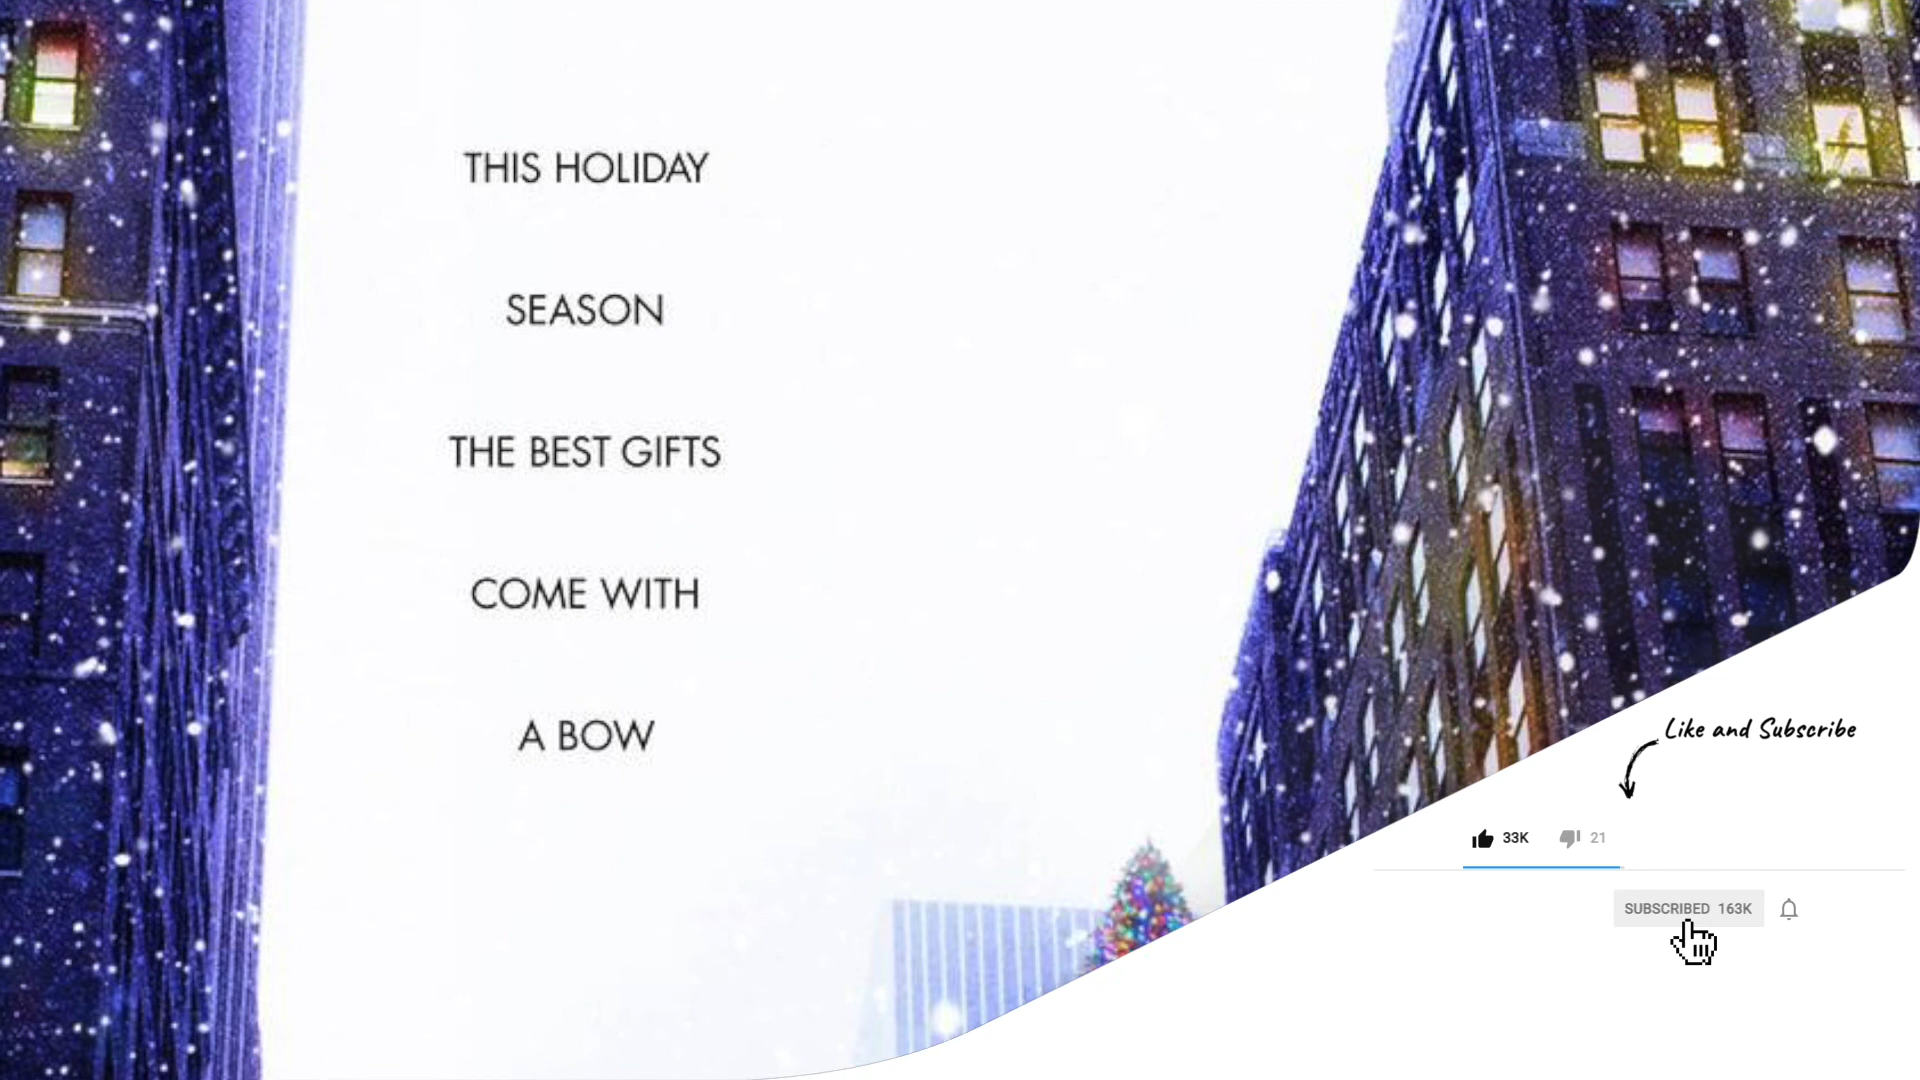 THIS HOLIDAY
SEASON
THE BEST GIFTS
COME WITH
A BOW
Like and Subscribe
33K 21
SUBSCRIBED 163K